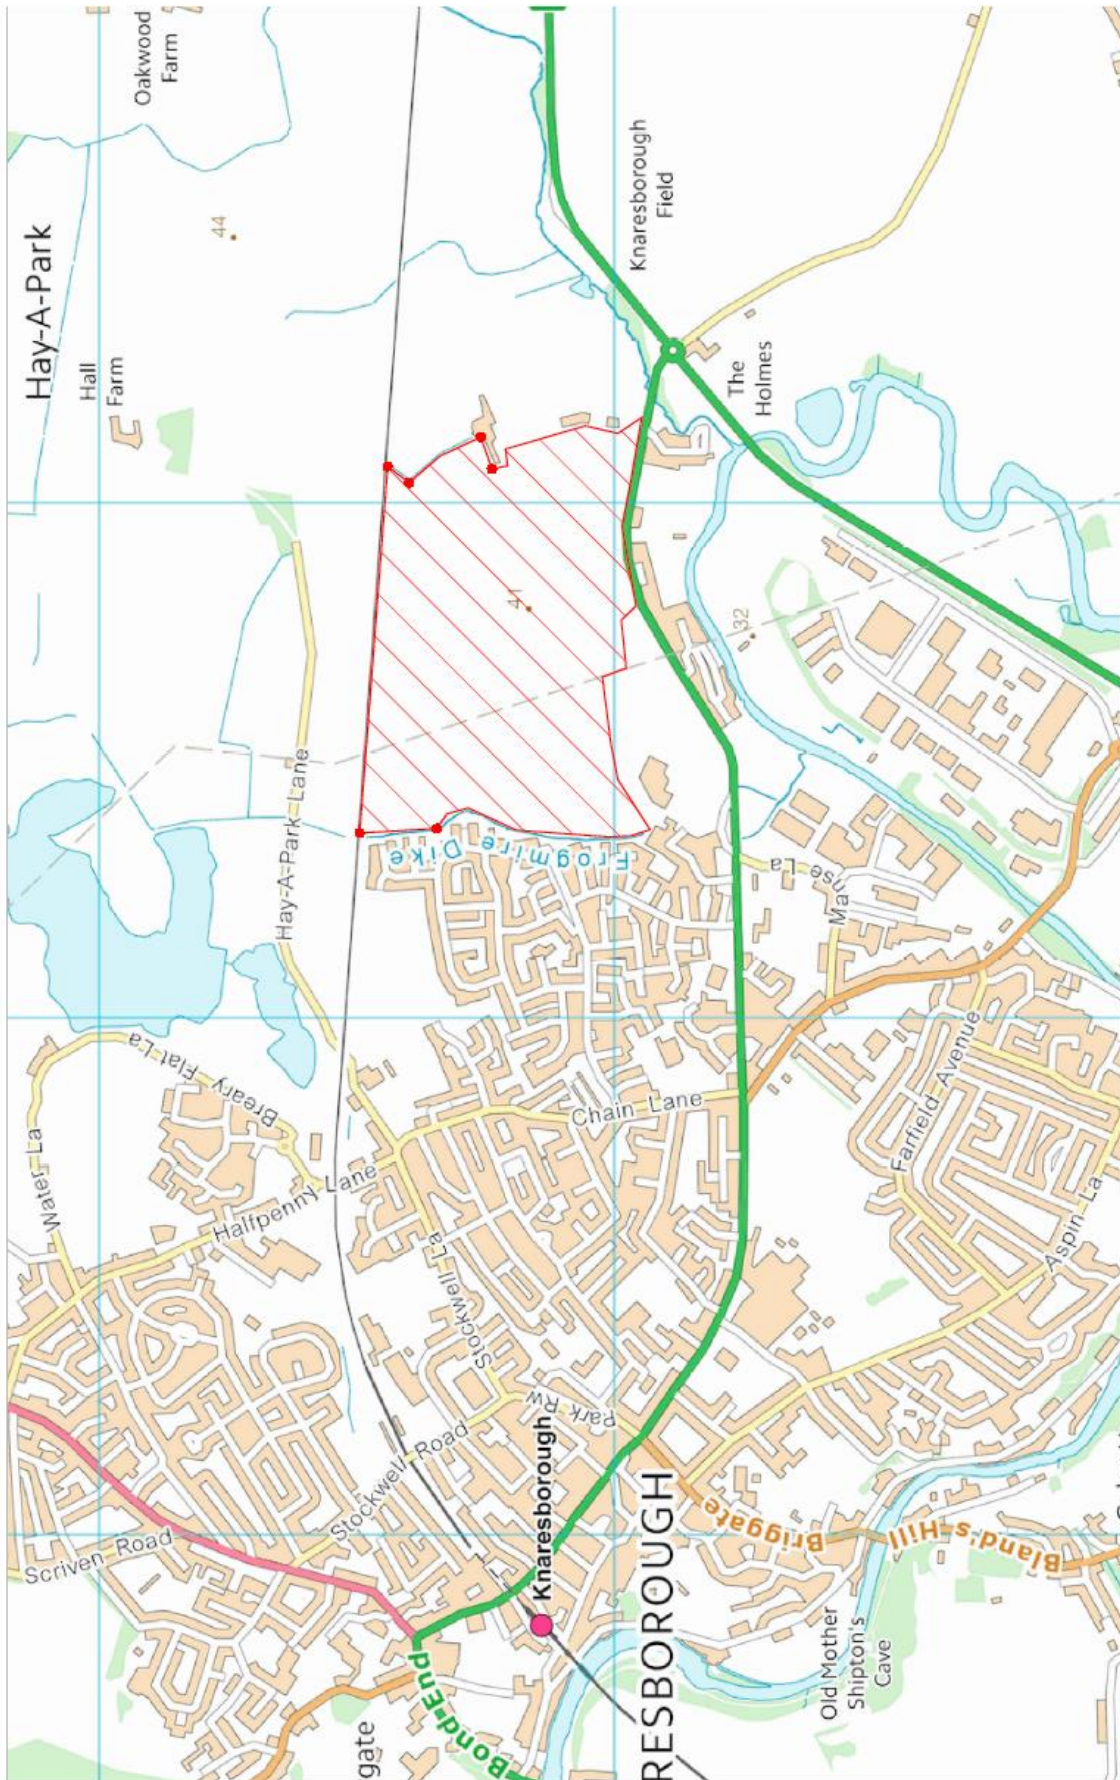 Oakwood
Farm
Hay-A-Park
44
Hall
Farm
Knaresborough
Field
The
Holmes
41
32
Hay-A-Park Lane
Frogmire Dike
Manse La
Water La
Breary Flat La
Halfpenny Lane
Chain Lane
Farfield Avenue
Aspin La
Stockwell La
Park Rw
Stockwell Road
Scriven Road
Knaresborough
RESBOROUGH
Briggate
Bland's Hill
Old Mother
Shipton's
Cave
Bond End
gate